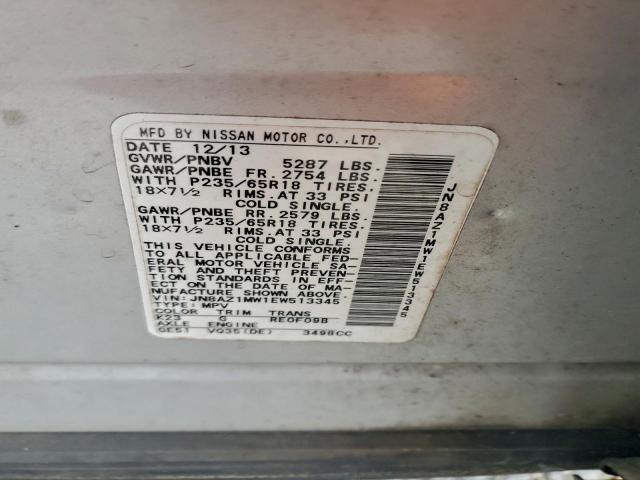 MFD BY NISSAN MOTOR CO.,LTD.
DATE 12/13
GVWR/PNBV 5287 LBS.
GAWR/PNBE FR. 2754 LBS.
WITH P235/65R18 TIRES.
18X7½ RIMS.AT 33 PSI
COLD SINGLE.
GAWR/PNBE RR. 2579 LBS.
WITH P235/65R18 TIRES.
18X7½ RIMS.AT 33 PSI
COLD SINGLE.
THIS VEHICLE CONFORMS
TO ALL APPLICABLE FED-
ERAL MOTOR VEHICLE SA-
FETY AND THEFT PREVEN-
TION STANDARDS IN EFF-
ECT ON THE DATE OF MA-
NUFACTURE SHOWN ABOVE.
VIN: JN8AZ1MW1EW513345
TYPE: MPV
COLOR TRIM TRANS
K23 G RE0F09B
AXLE ENGINE
GE51 VQ35(DE) 3498CC
JN8AZ1MW1EW513345